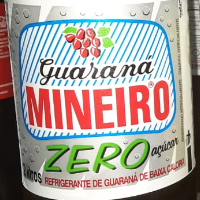 Guaraná
MINEIRO®
ZERO açúcar
REFRIGERANTE DE GUARANÁ DE BAIXA CALORIA